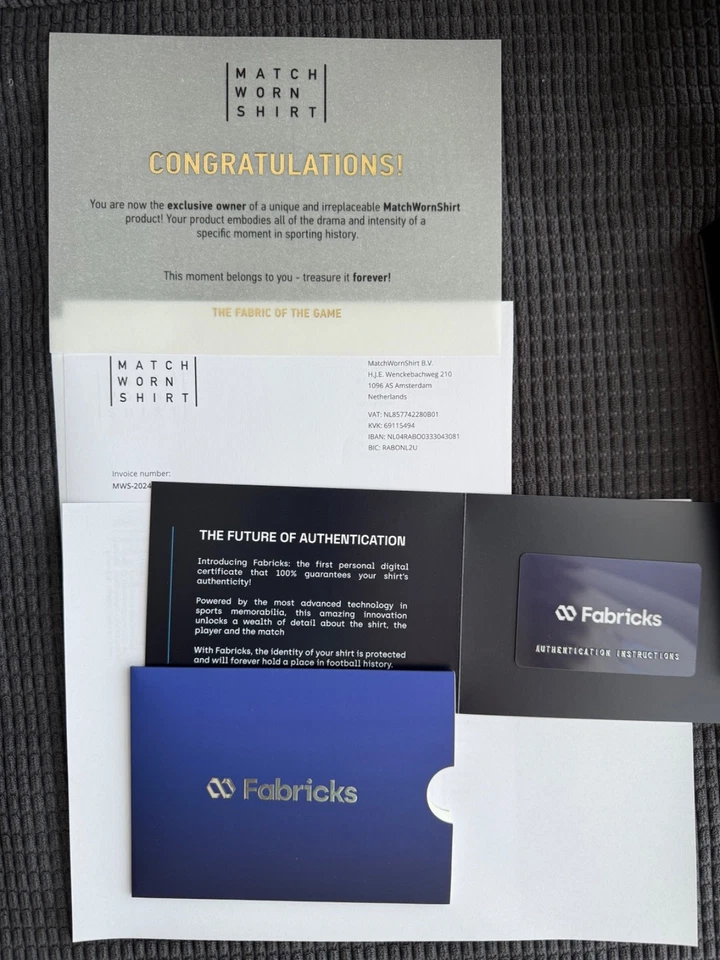 MATCH
WORN
SHIRT
CONGRATULATIONS!
You are now the exclusive owner of a unique and irreplaceable MatchWornShirt
product! Your product embodies all of the drama and intensity of a
specific moment in sporting history.
This moment belongs to you - treasure it forever!
THE FABRIC OF THE GAME
MATCH
WORN
SHIRT
MatchWornShirt B.V.
H.J.E. Wenckebachweg 210
1096 AS Amsterdam
Netherlands
VAT: NL857742280B01
KVK: 69115494
IBAN: NL04RABO0333043081
BIC: RABONL2U
Invoice number:
MWS-2024
THE FUTURE OF AUTHENTICATION
Introducing Fabricks: the first personal digital
certificate that 100% guarantees your shirt's
authenticity!
Powered by the most advanced technology in
sports memorabilia, this amazing innovation
unlocks a wealth of detail about the shirt, the
player and the match
With Fabricks, the identity of your shirt is protected
and will forever hold a place in football history.
Fabricks
AUTHENTICATION INSTRUCTIONS
Fabricks